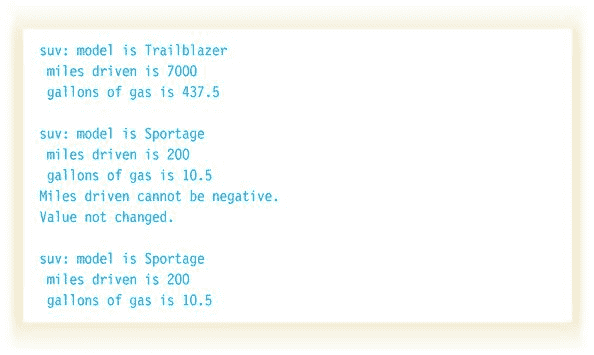 suv: model is Trailblazer
miles driven is 7000
gallons of gas is 437.5
suv: model is Sportage
miles driven is 200
gallons of gas is 10.5
Miles driven cannot be negative.
Value not changed.
suv: model is Sportage
miles driven is 200
gallons of gas is 10.5